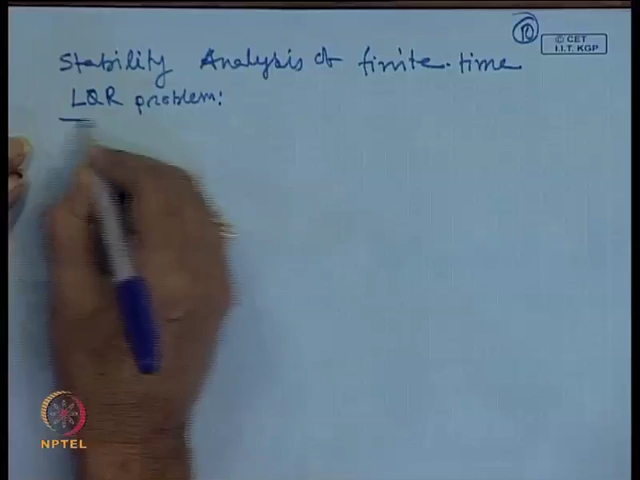 10
© CET
I.I.T. KGP
Stability Analysis of finite-time
LQR problem:
NPTEL